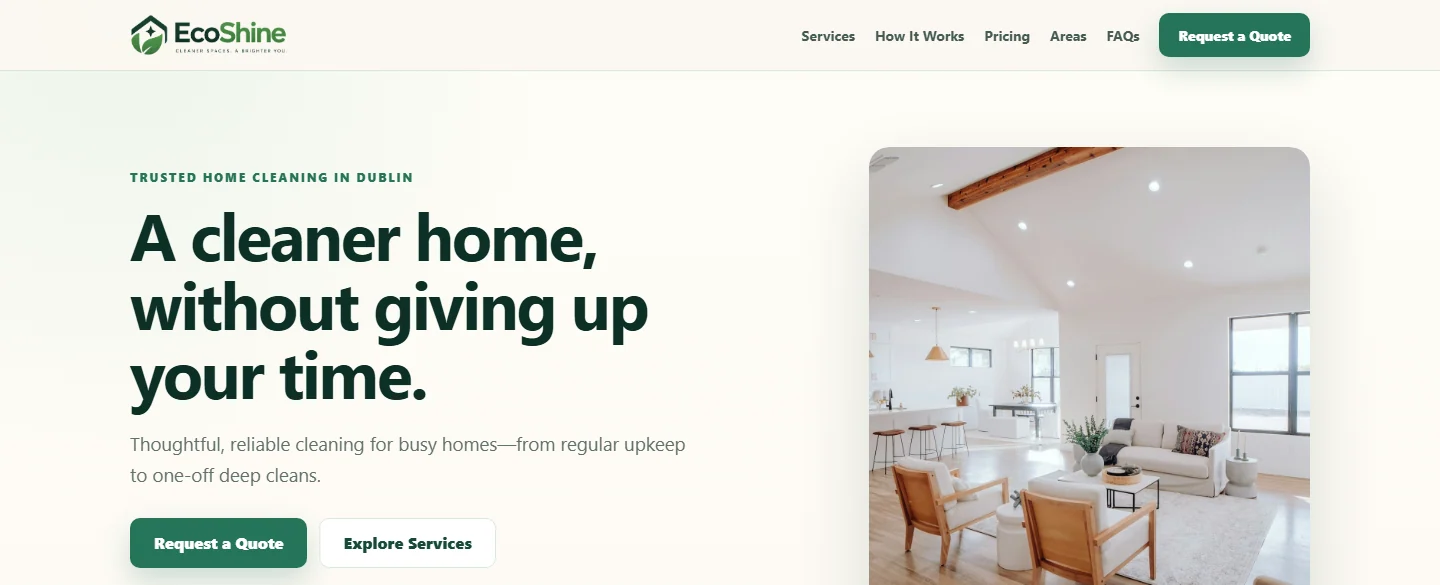 EcoShine
CLEANER SPACES. A BRIGHTER YOU
Services
How It Works
Pricing
Areas
FAQs
Request a Quote
TRUSTED HOME CLEANING IN DUBLIN
A cleaner home,
without giving up
your time.
Thoughtful, reliable cleaning for busy homes—from regular upkeep
to one-off deep cleans.
Request a Quote
Explore Services